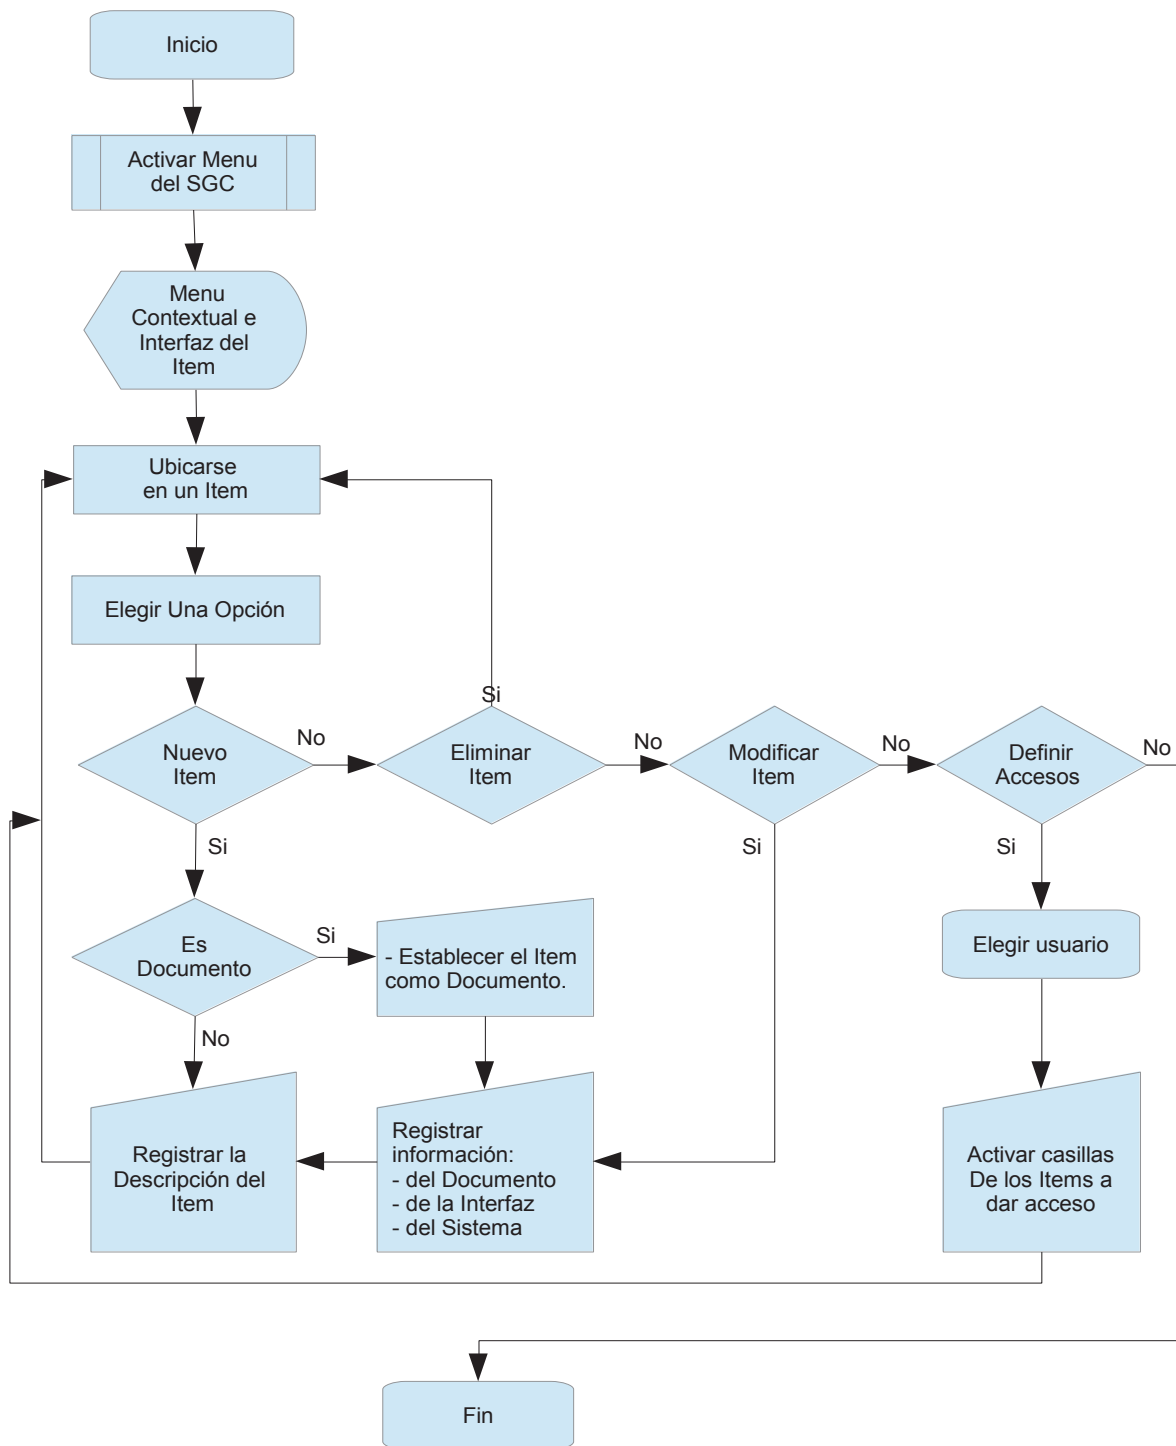 Inicio
Activar Menu
del SGC
Menu
Contextual e
Interfaz del
Item
Ubicarse
en un Item
Elegir Una Opción
Si
Nuevo
Item
No
Eliminar
Item
No
Modificar
Item
No
Definir
Accesos
No
Si
Si
Si
Es
Documento
Si
- Establecer el Item
como Documento.
Elegir usuario
No
Registrar la
Descripción del
Item
Registrar
información:
- del Documento
- de la Interfaz
- del Sistema
Activar casillas
De los Items a
dar acceso
Fin